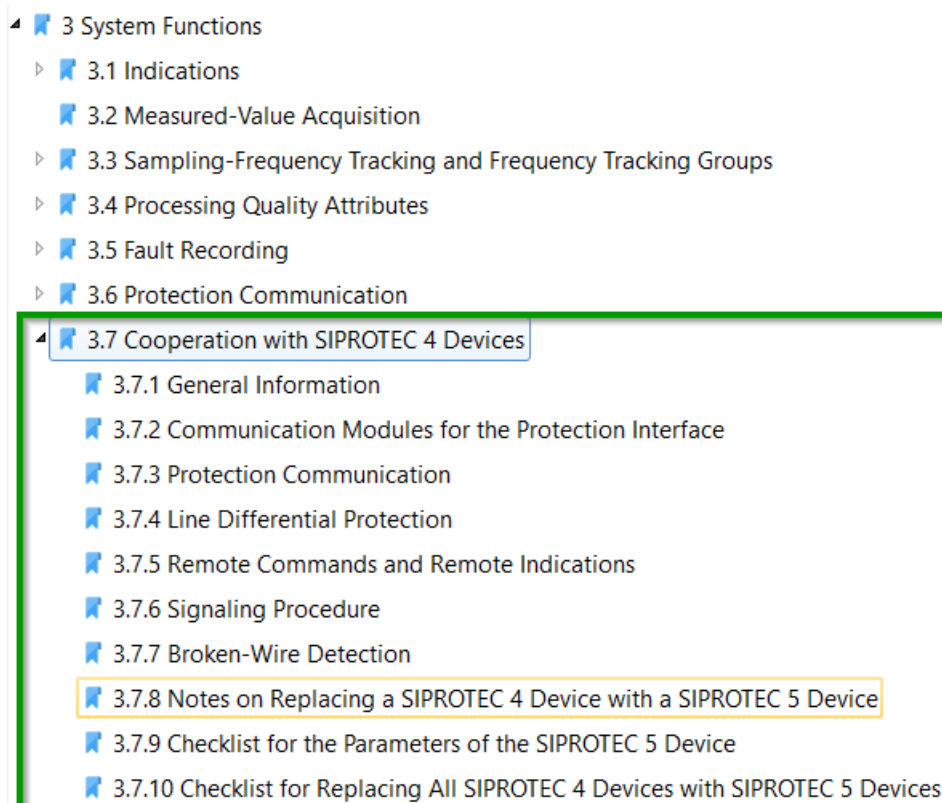 3 System Functions
3.1 Indications
3.2 Measured-Value Acquisition
3.3 Sampling-Frequency Tracking and Frequency Tracking Groups
3.4 Processing Quality Attributes
3.5 Fault Recording
3.6 Protection Communication
3.7 Cooperation with SIPROTEC 4 Devices
3.7.1 General Information
3.7.2 Communication Modules for the Protection Interface
3.7.3 Protection Communication
3.7.4 Line Differential Protection
3.7.5 Remote Commands and Remote Indications
3.7.6 Signaling Procedure
3.7.7 Broken-Wire Detection
3.7.8 Notes on Replacing a SIPROTEC 4 Device with a SIPROTEC 5 Device
3.7.9 Checklist for the Parameters of the SIPROTEC 5 Device
3.7.10 Checklist for Replacing All SIPROTEC 4 Devices with SIPROTEC 5 Devices